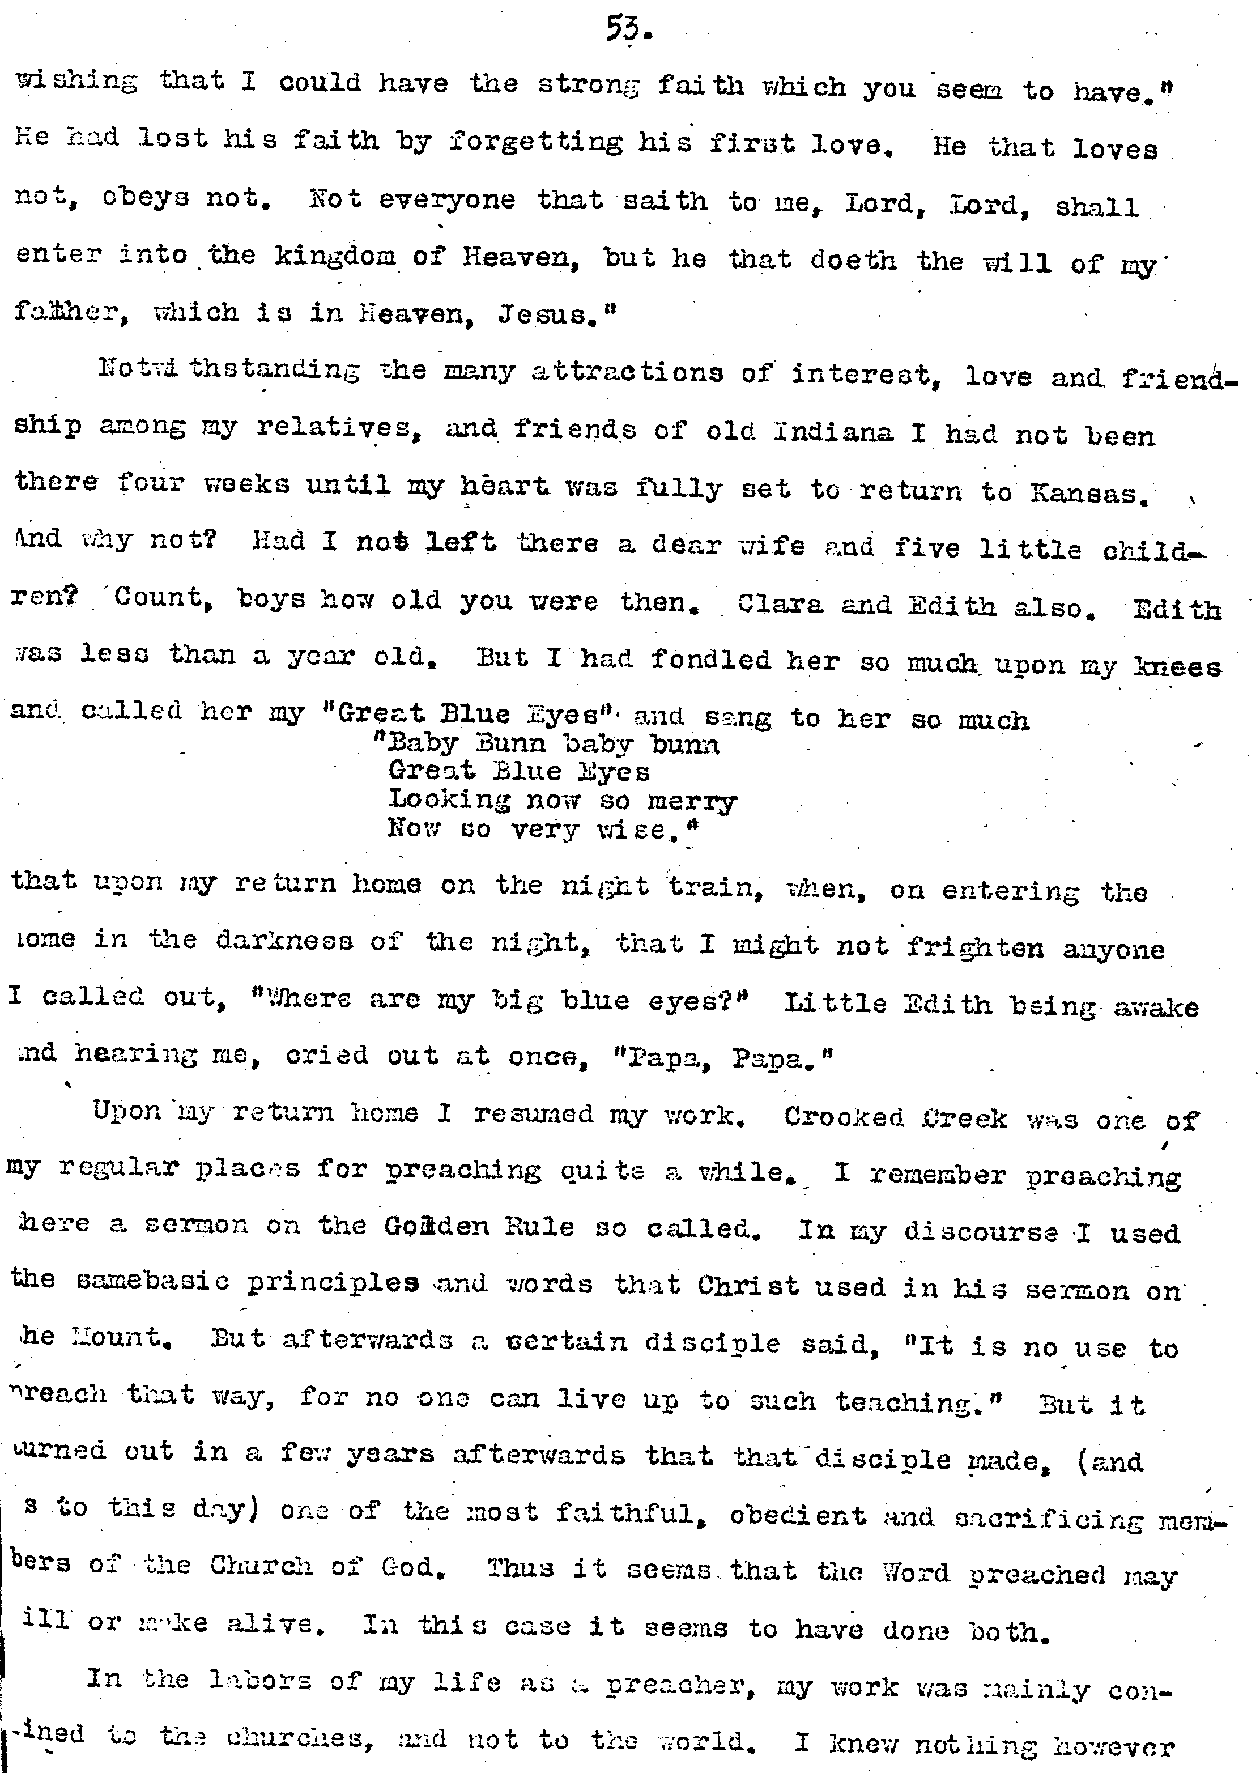 53.
wishing that I could have the strong faith which you seem to have."
He had lost his faith by forgetting his first love. He that loves
not, obeys not. Not everyone that saith to me, Lord, Lord, shall
enter into the kingdom of Heaven, but he that doeth the will of my
father, which is in Heaven, Jesus."
Notwithstanding the many attractions of interest, love and friend-
ship among my relatives, and friends of old Indiana I had not been
there four weeks until my heart was fully set to return to Kansas.
And why not? Had I not left there a dear wife and five little child-
ren? Count, boys how old you were then. Clara and Edith also. Edith
was less than a year old. But I had fondled her so much upon my knees
and called her my "Great Blue Eyes" and sang to her so much
"Baby Bunn baby bunn
Great Blue Eyes
Looking now so merry
Now so very wise."
that upon my return home on the night train, when, on entering the
home in the darkness of the night, that I might not frighten anyone
I called out, "Where are my big blue eyes?" Little Edith being awake
and hearing me, cried out at once, "Papa, Papa."
Upon my return home I resumed my work. Crooked Creek was one of
my regular places for preaching quite a while. I remember preaching
here a sermon on the Golden Rule so called. In my discourse I used
the samebasic principles and words that Christ used in his sermon on
he Mount. But afterwards a certain disciple said, "It is no use to
preach that way, for no one can live up to such teaching." But it
turned out in a few years afterwards that that disciple made, (and
s to this day) one of the most faithful, obedient and sacrificing mem-
bers of the Church of God. Thus it seems that the Word preached may
ill or make alive. In this case it seems to have done both.
In the labors of my life as a preacher, my work was mainly con-
ined to the churches, and not to the world. I knew nothing however